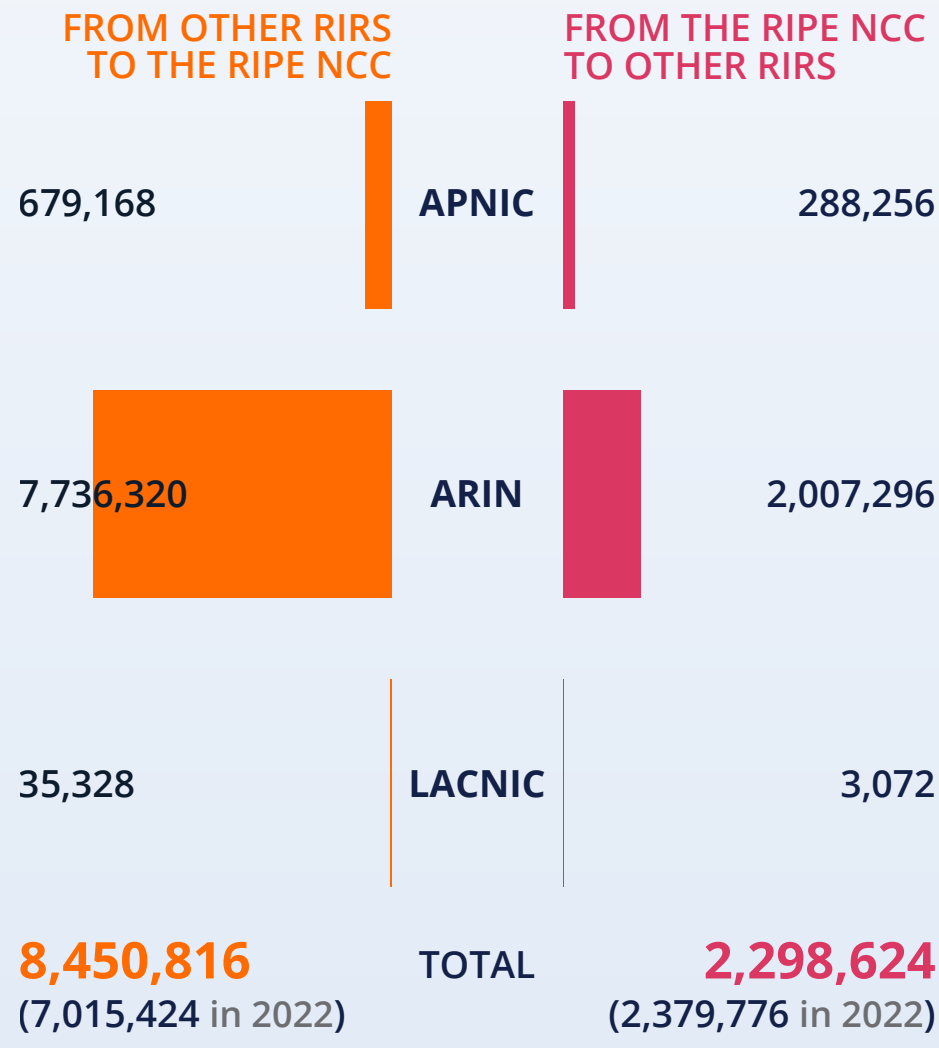 FROM OTHER RIRS
TO THE RIPE NCC
FROM THE RIPE NCC
TO OTHER RIRS
679,168 APNIC 288,256
7,736,320 ARIN 2,007,296
35,328 LACNIC 3,072
8,450,816 TOTAL 2,298,624
(7,015,424 in 2022) (2,379,776 in 2022)